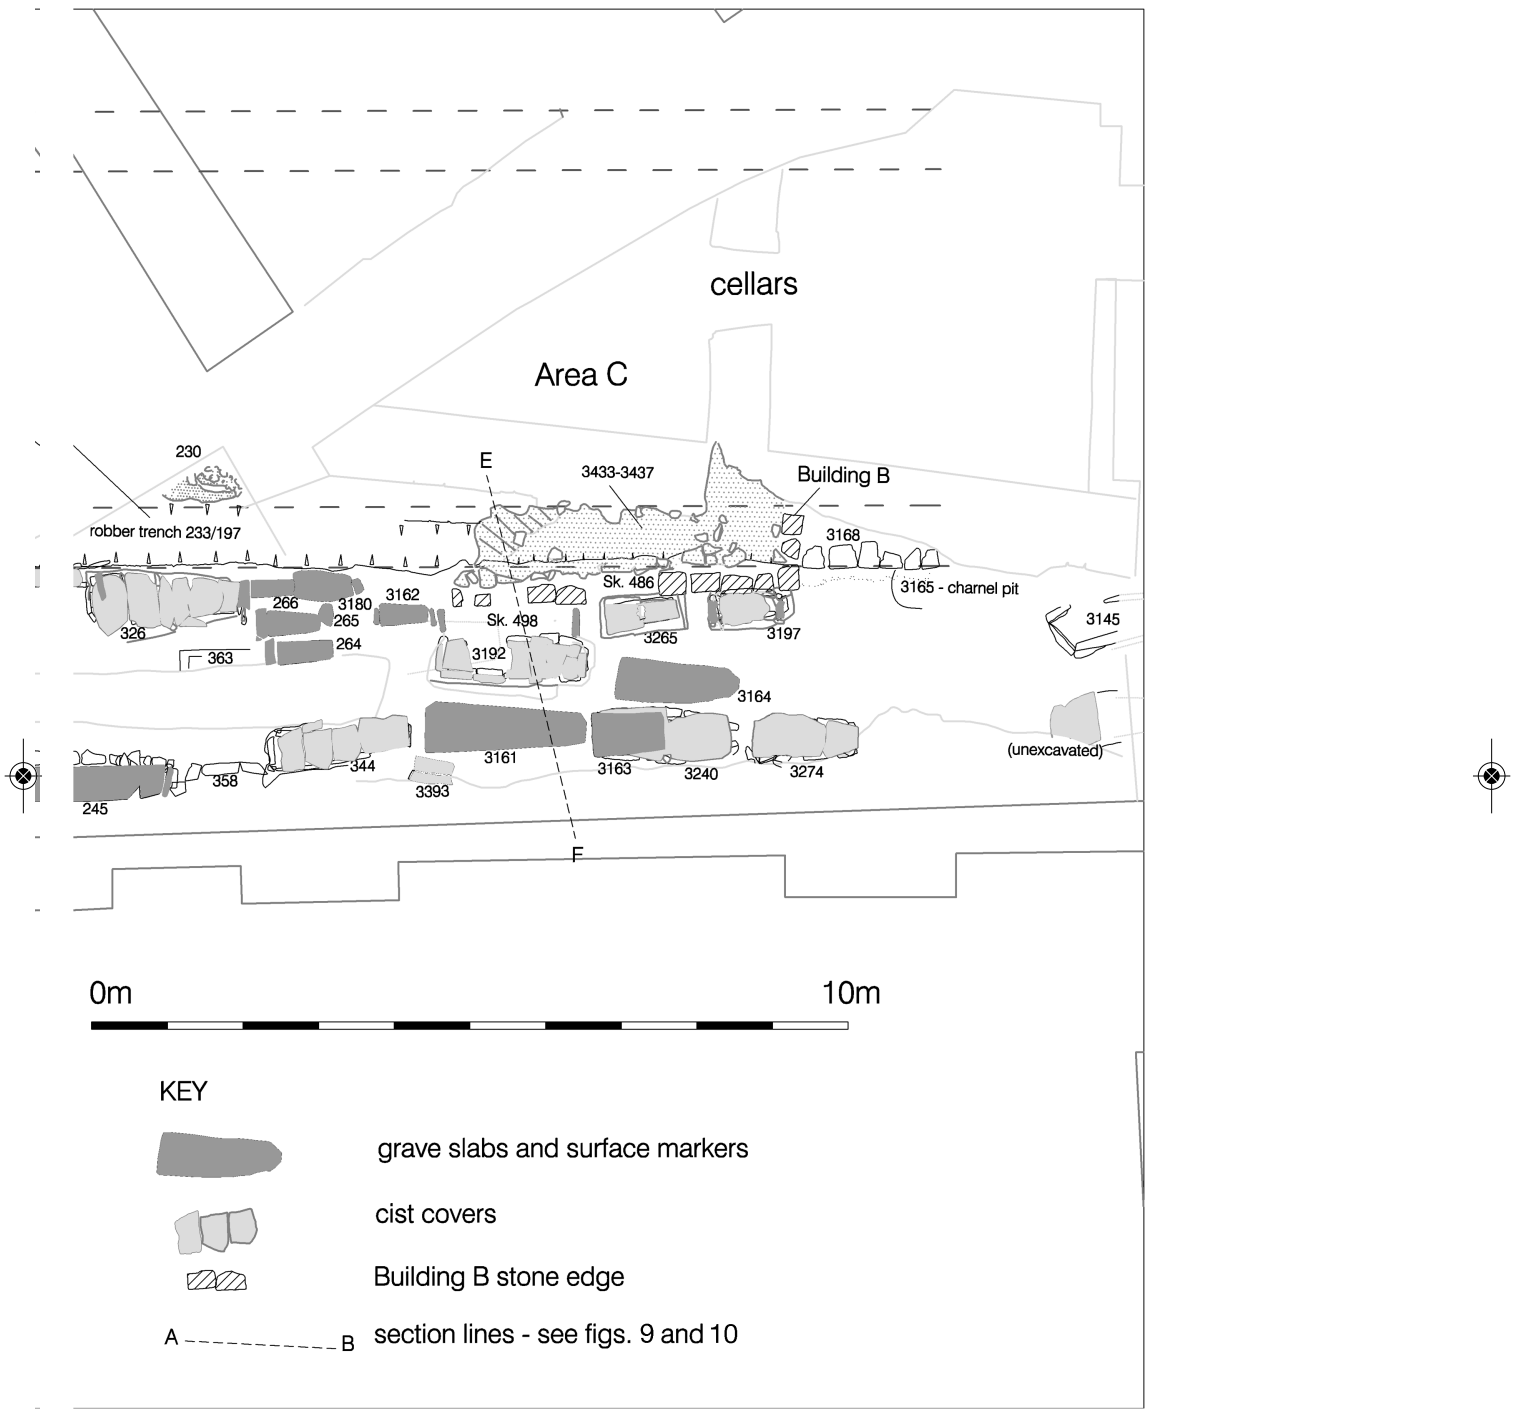 cellars
Area C
230
E
3433-3437
Building B
robber trench 233/197
3168
Sk. 486
3165 - charnel pit
266
3180
3162
265
326
Sk. 498
3265
3197
3145
264
363
3192
3164
(unexcavated)
3161
344
3163
3240
3274
358
3393
245
F
0m 10m
KEY
grave slabs and surface markers
cist covers
Building B stone edge
A B section lines - see figs. 9 and 10